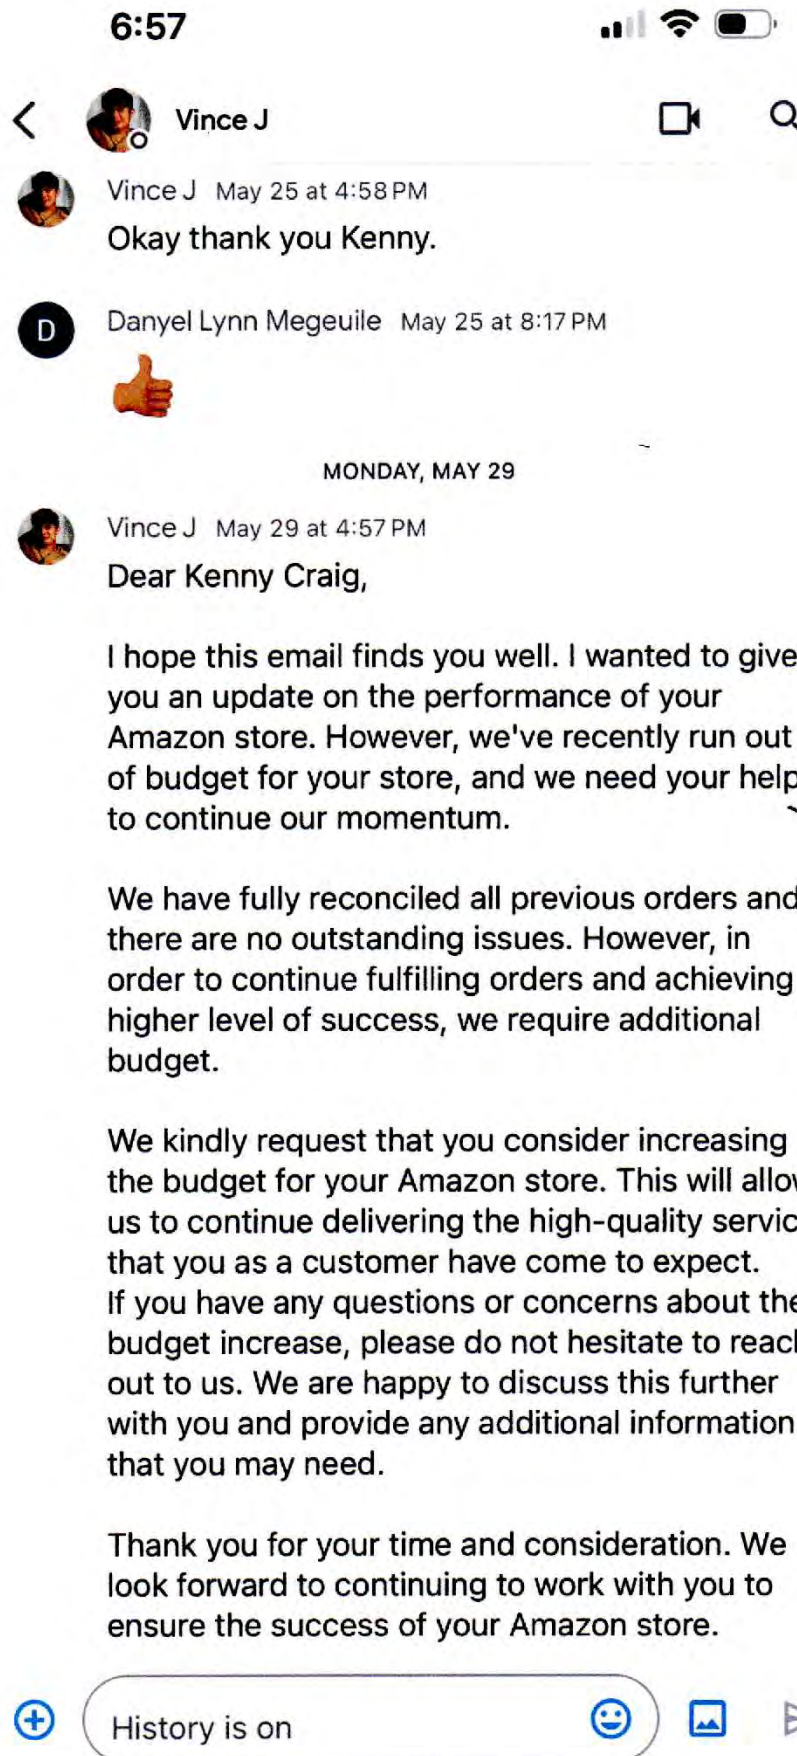 6:57
Vince J
Vince J May 25 at 4:58 PM
Okay thank you Kenny.
D
Danyel Lynn Megeuile May 25 at 8:17 PM
MONDAY, MAY 29
Vince J May 29 at 4:57 PM
Dear Kenny Craig,
I hope this email finds you well. I wanted to give
you an update on the performance of your
Amazon store. However, we've recently run out
of budget for your store, and we need your help
to continue our momentum.
We have fully reconciled all previous orders and
there are no outstanding issues. However, in
order to continue fulfilling orders and achieving
higher level of success, we require additional
budget.
We kindly request that you consider increasing
the budget for your Amazon store. This will allow
us to continue delivering the high-quality servic
that you as a customer have come to expect.
If you have any questions or concerns about the
budget increase, please do not hesitate to reach
out to us. We are happy to discuss this further
with you and provide any additional information
that you may need.
Thank you for your time and consideration. We
look forward to continuing to work with you to
ensure the success of your Amazon store.
History is on